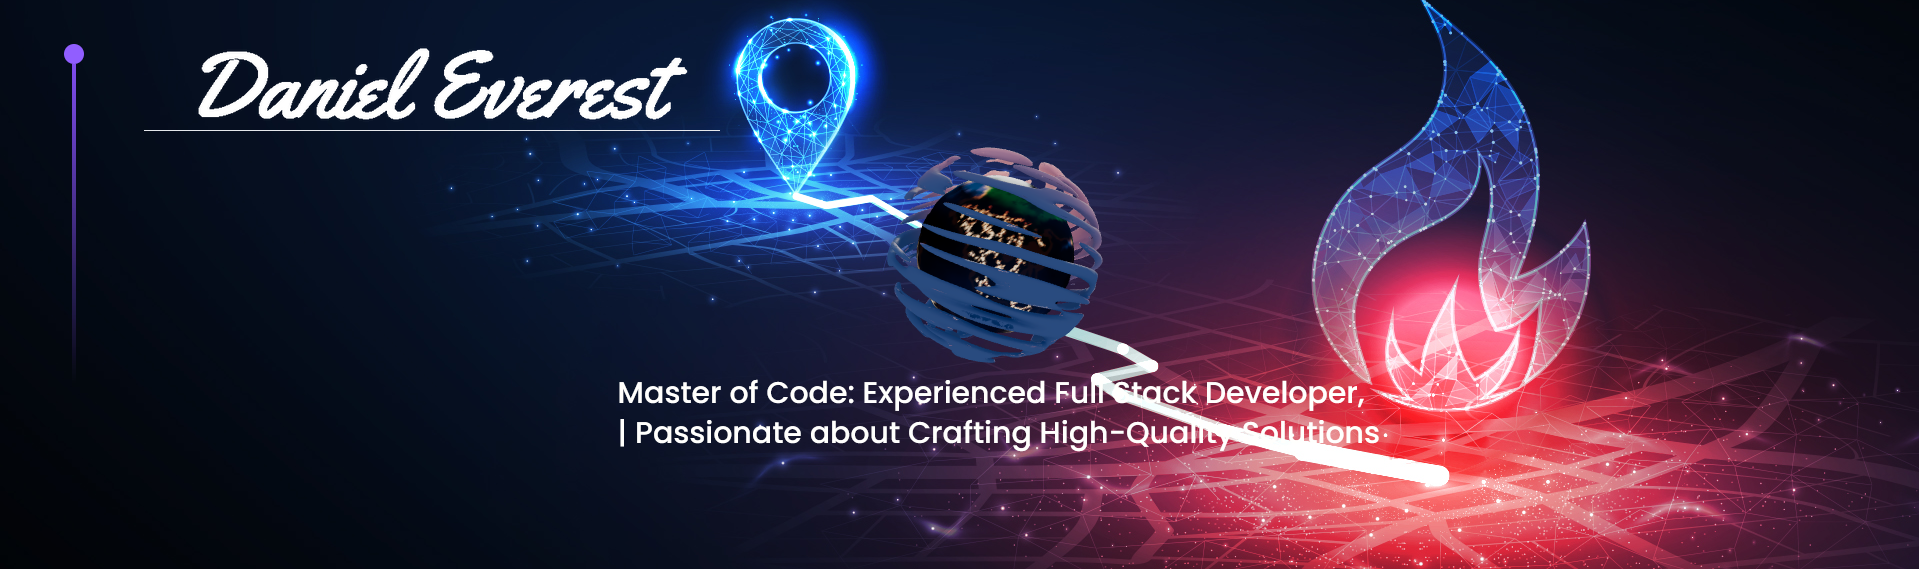 Daniel Everest
Master of Code: Experienced Full Stack Developer,
| Passionate about Crafting High-Quality Solutions